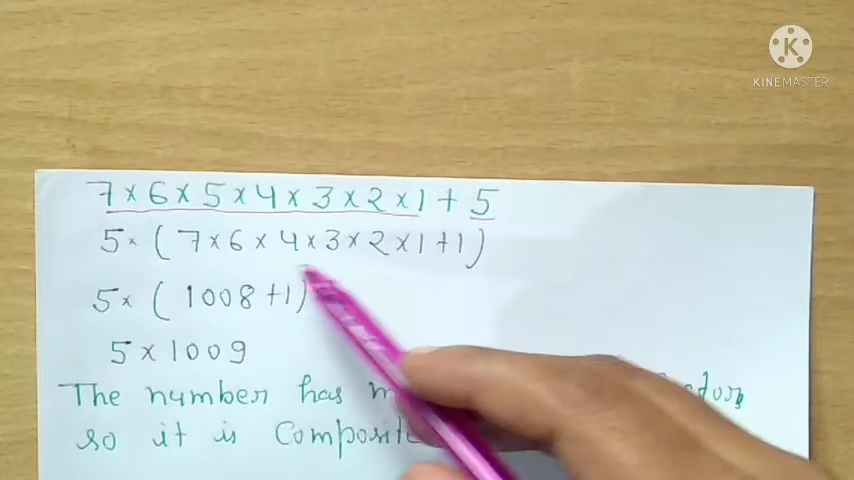 K
KINEMASTER
7×6×5×4×3×2×1+5
5×(7×6×4×3×2×1+1)
5×(1008+1)
5×1009
The number has
so it is Composite